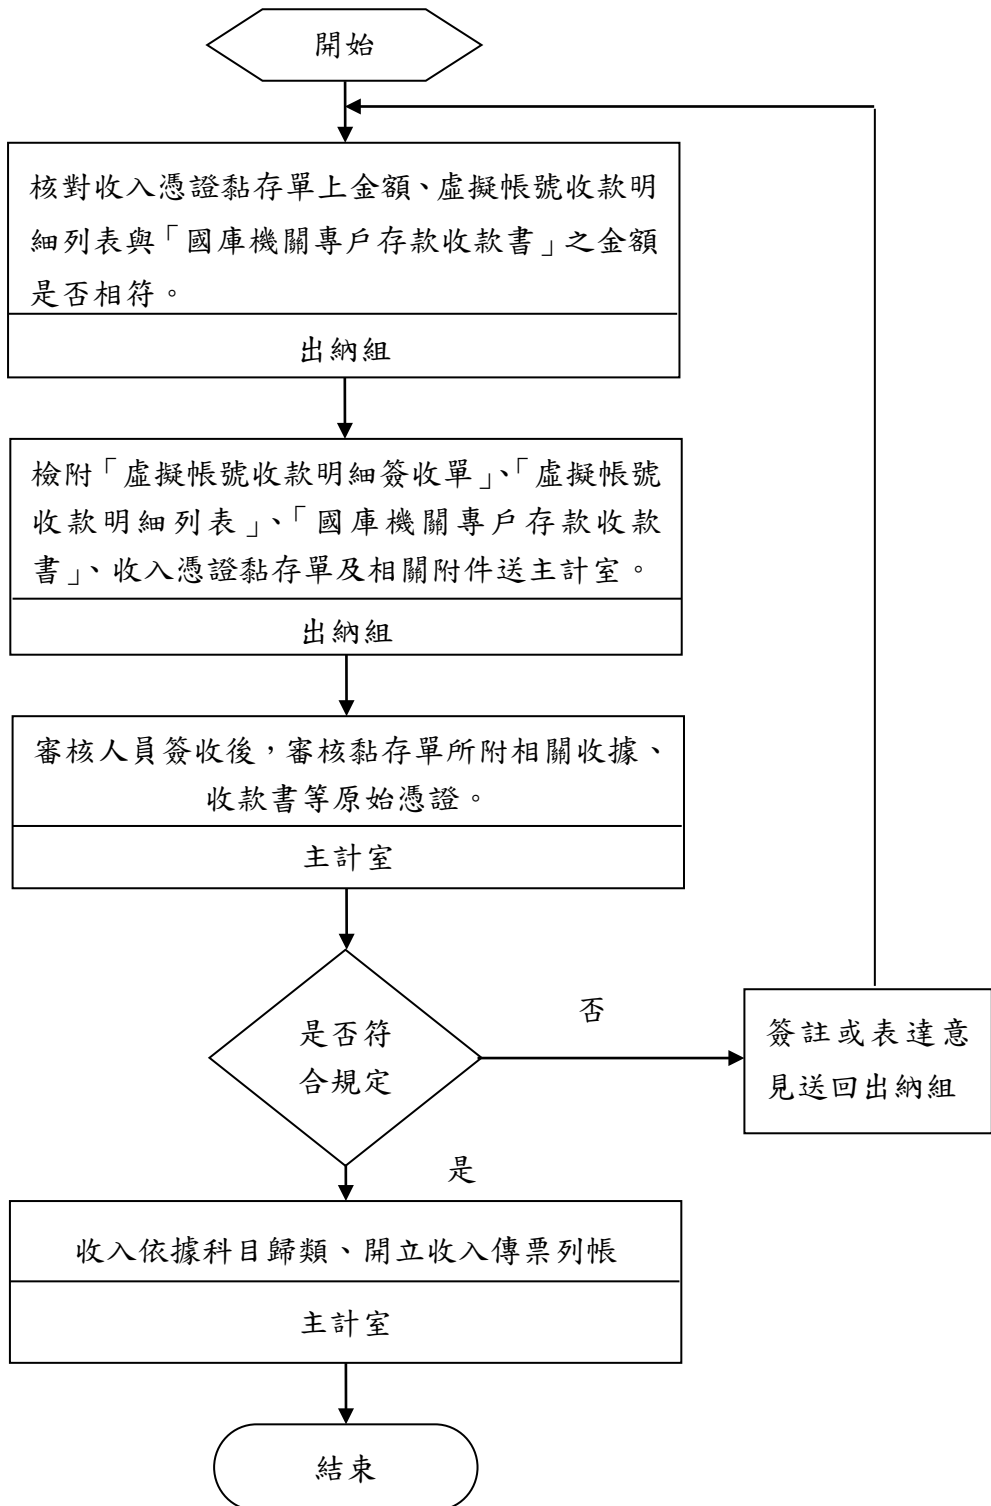 開始
核對收入憑證黏存單上金額、虛擬帳號收款明
細列表與「國庫機關專戶存款收款書」之金額
是否相符。
出納組
檢附「虛擬帳號收款明細簽收單」、「虛擬帳號
收款明細列表」、「國庫機關專戶存款收款
書」、收入憑證黏存單及相關附件送主計室。
出納組
審核人員簽收後，審核黏存單所附相關收據、
收款書等原始憑證。
主計室
是否符
合規定
否
簽註或表達意
見送回出納組
是
收入依據科目歸類、開立收入傳票列帳
主計室
結束